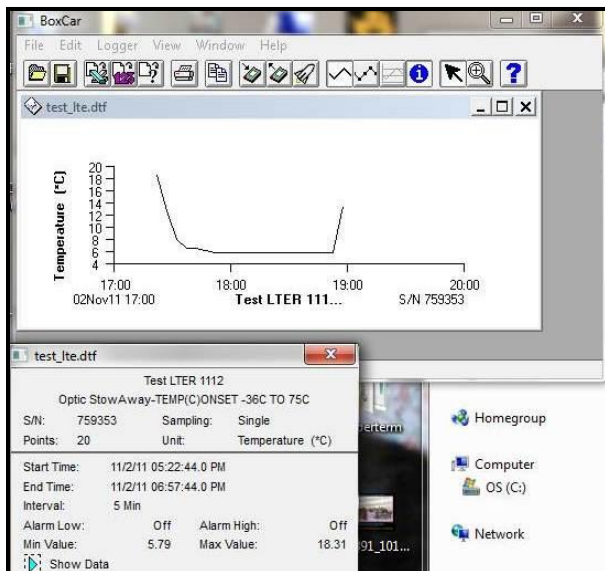 BoxCar
File Edit Logger View Window Help
test_lte.dtf
Temperature (°C)
20
18
16
14
12
10
8
6
4
17:00 18:00 19:00 20:00
02Nov11 17:00 Test LTER 111... S/N 759353
test_lte.dtf
Test LTER 1112
Optic StowAway-TEMP(C)ONSET -36C TO 75C
S/N: 759353 Sampling: Single
Points: 20 Unit: Temperature (°C)
Start Time: 11/2/11 05:22:44.0 PM
End Time: 11/2/11 06:57:44.0 PM
Interval: 5 Min
Alarm Low: Off Alarm High: Off
Min Value: 5.79 Max Value: 18.31
Show Data
perterm
91_101...
Homegroup
Computer
OS (C:)
Network